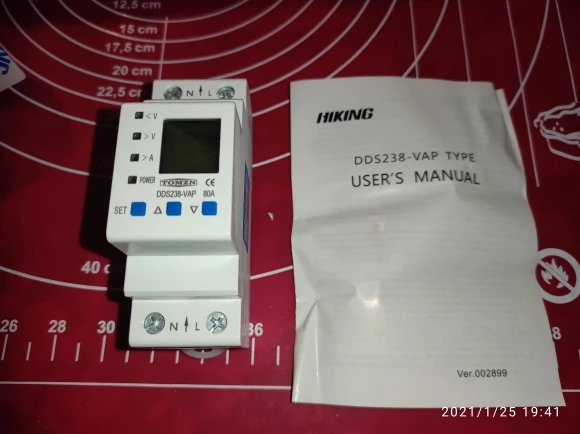 12,5 cm
15 cm
17,5 cm
20 cm
22,5 c
N L
< V
> V
> A
POWER
TOMZN CE
DDS238-VAP 80A
SET
N L
40 c
26 28 30 36
HIKING
DDS238-VAP TYPE
USER'S MANUAL
Ver.002899
2021/1/25 19:41